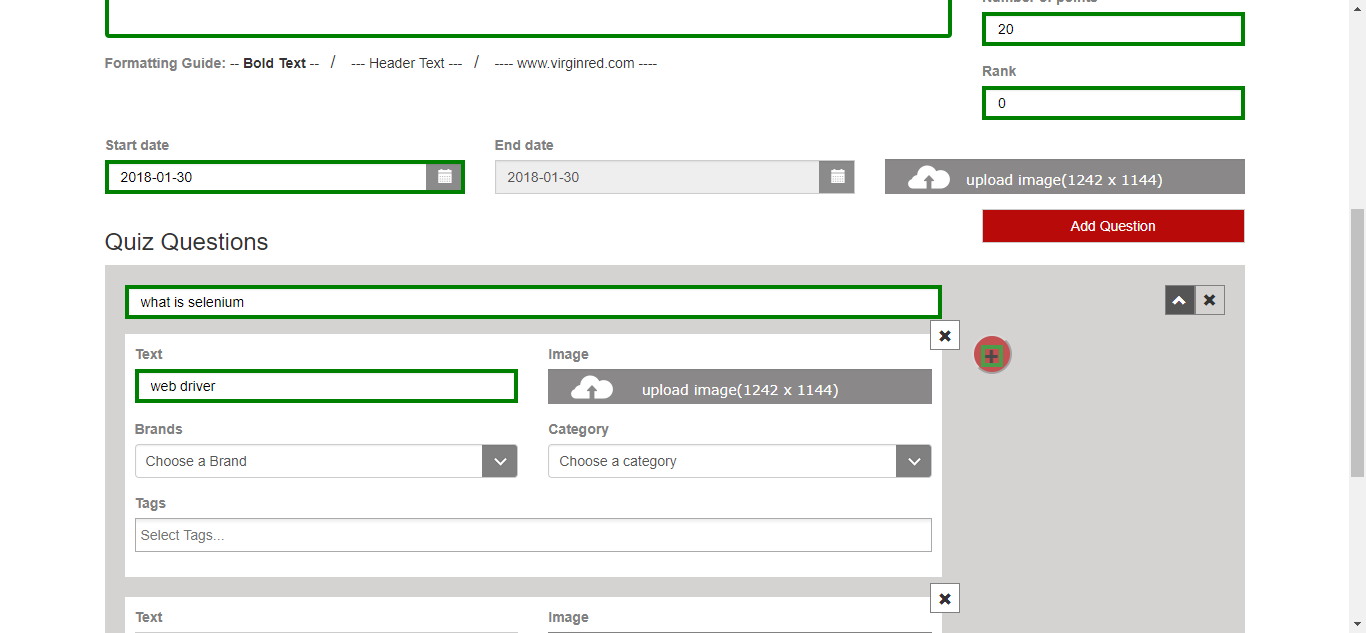 Number of points
20
Formatting Guide: -- Bold Text -- / --- Header Text --- / ---- www.virginred.com ----
Rank
0
Start date
End date
2018-01-30
2018-01-30
upload image(1242 x 1144)
Add Question
Quiz Questions
what is selenium
Text
Image
web driver
upload image(1242 x 1144)
Brands
Category
Choose a Brand
Choose a category
Tags
Select Tags...
Text
Image